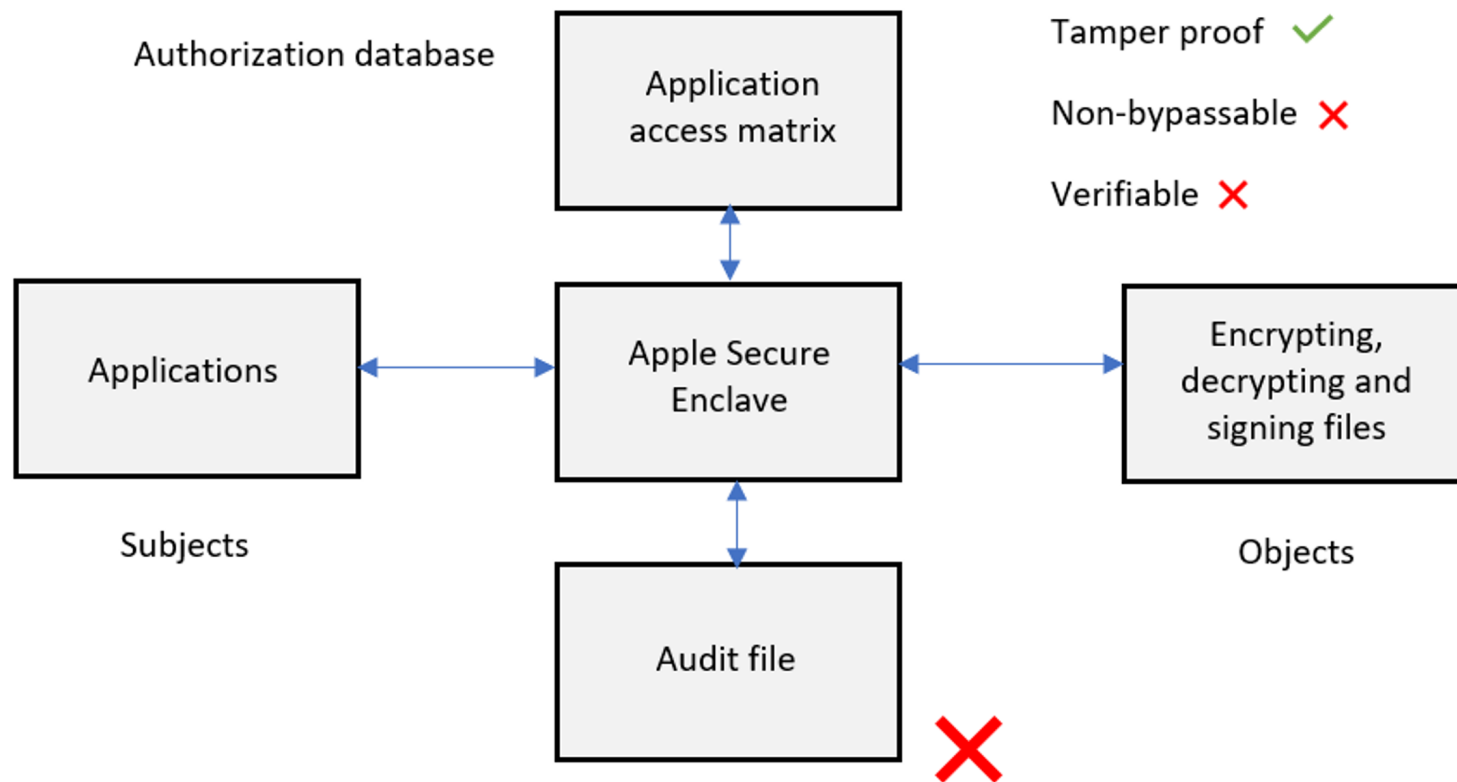 Authorization database
Application
access matrix
Tamper proof
Non-bypassable
Verifiable
Applications
Apple Secure
Enclave
Encrypting,
decrypting and
signing files
Subjects
Objects
Audit file